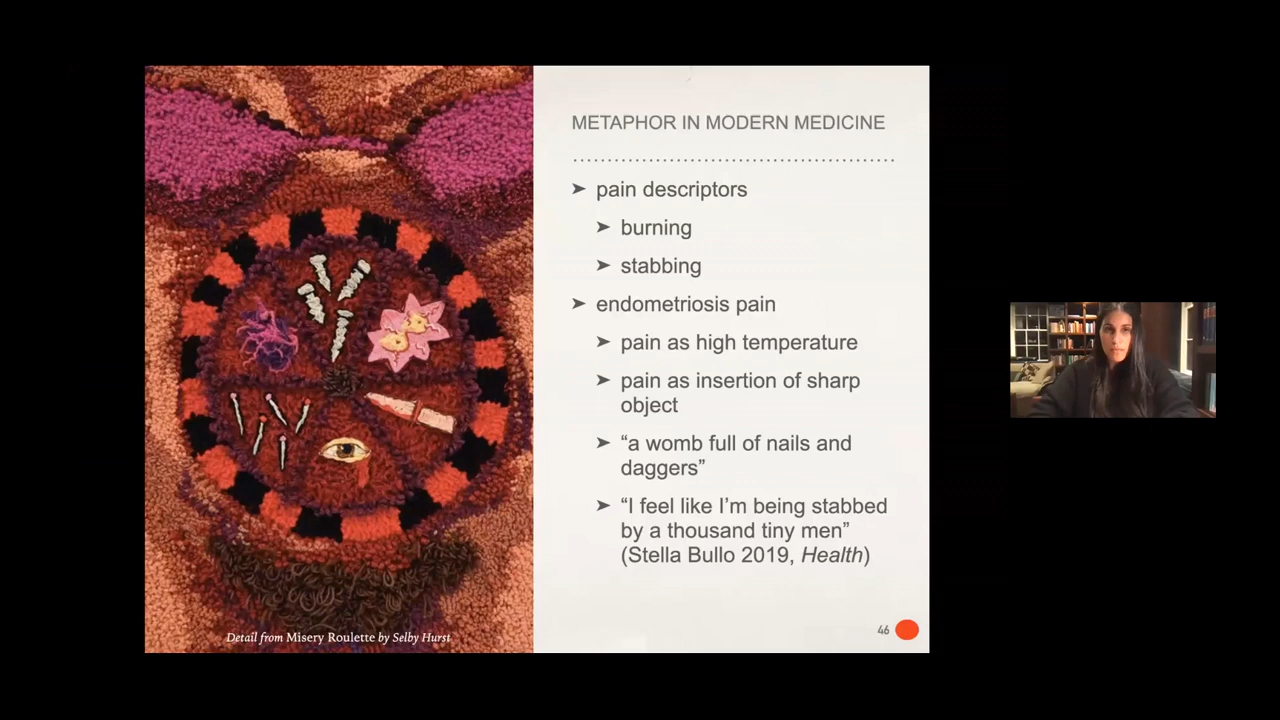 METAPHOR IN MODERN MEDICINE
➤ pain descriptors
➤ burning
➤ stabbing
➤ endometriosis pain
➤ pain as high temperature
➤ pain as insertion of sharp
object
➤ “a womb full of nails and
daggers”
➤ “I feel like I’m being stabbed
by a thousand tiny men”
(Stella Bullo 2019, Health)
Detail from Misery Roulette by Selby Hurst
46